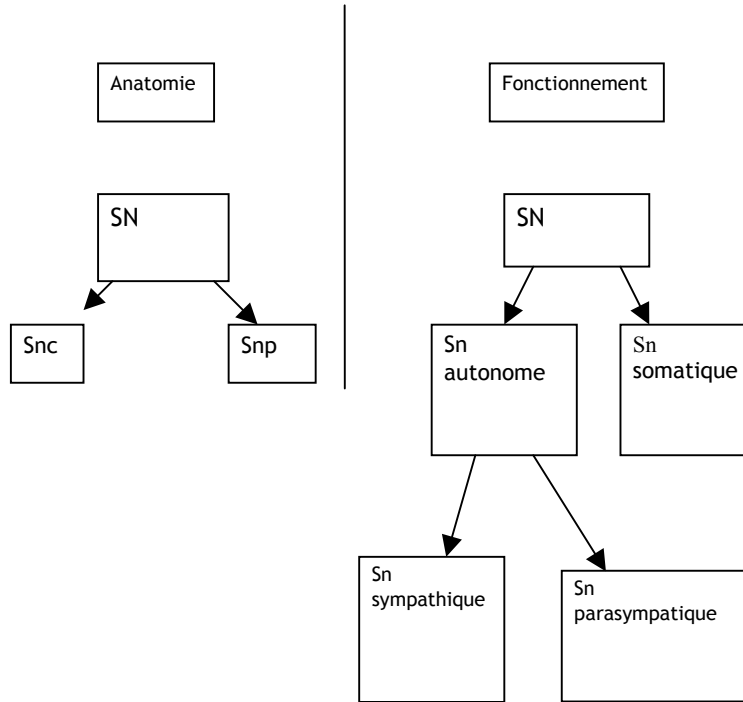 Anatomie
Fonctionnement
SN
SN
Snc
Snp
Sn
autonome
Sn
somatique
Sn
sympathique
Sn
parasympatique